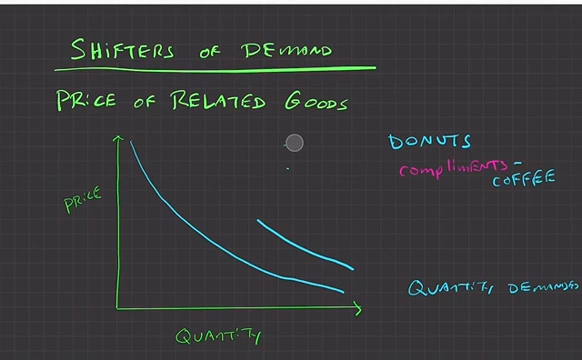 SHiFTERS OF DEMAND
PRiCE OF RELATED GOODS
DONUTS
compliments -
COFFEE
PRiCE
QUANTITY DEMANDED
QUANTITY